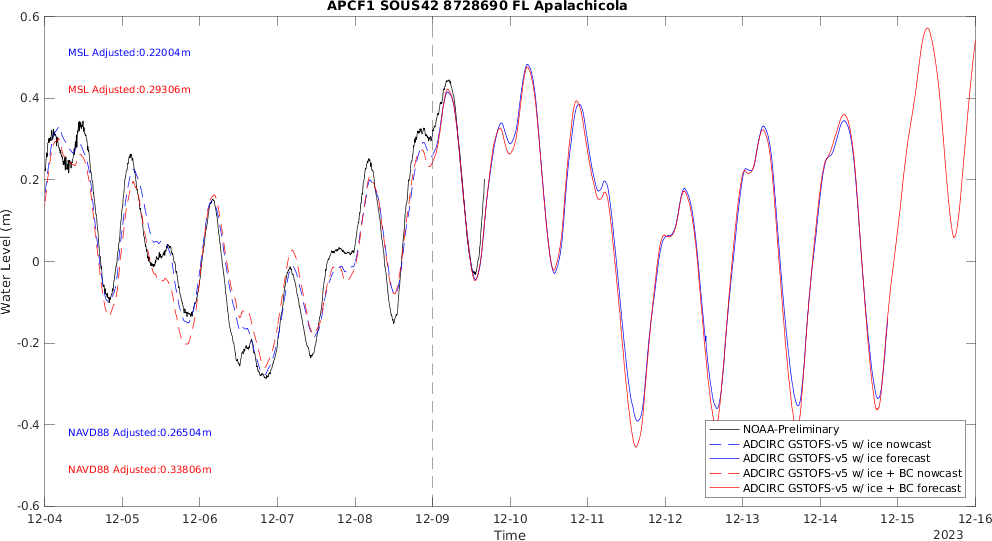 APCF1 SOUS42 8728690 FL Apalachicola
0.6
0.4
0.2
0
-0.2
-0.4
-0.6
Water Level (m)
MSL Adjusted:0.22004m
MSL Adjusted:0.29306m
NAVD88 Adjusted:0.26504m
NAVD88 Adjusted:0.33806m
NOAA-Preliminary
ADCIRC GSTOFS-v5 w/ ice nowcast
ADCIRC GSTOFS-v5 w/ ice forecast
ADCIRC GSTOFS-v5 w/ ice + BC nowcast
ADCIRC GSTOFS-v5 w/ ice + BC forecast
12-04 12-05 12-06 12-07 12-08 12-09 12-10 12-11 12-12 12-13 12-14 12-15 12-16
Time
2023